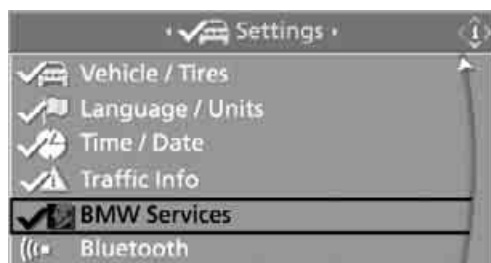 Settings
Vehicle / Tires
Language / Units
Time / Date
Traffic Info
BMW Services
Bluetooth